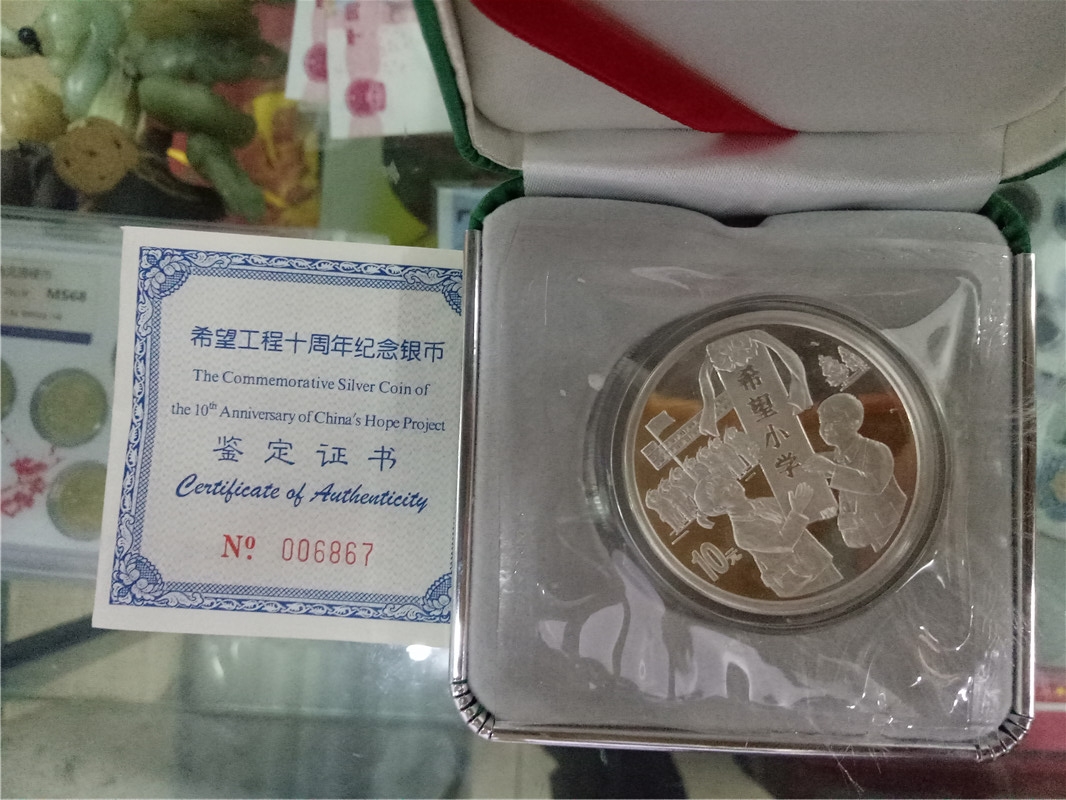 希望工程十周年纪念银币
The Commemorative Silver Coin of
the 10th Anniversary of China's Hope Project
鉴定证书
Certificate of Authenticity
Nº 006867
希望小学
10元
MS68